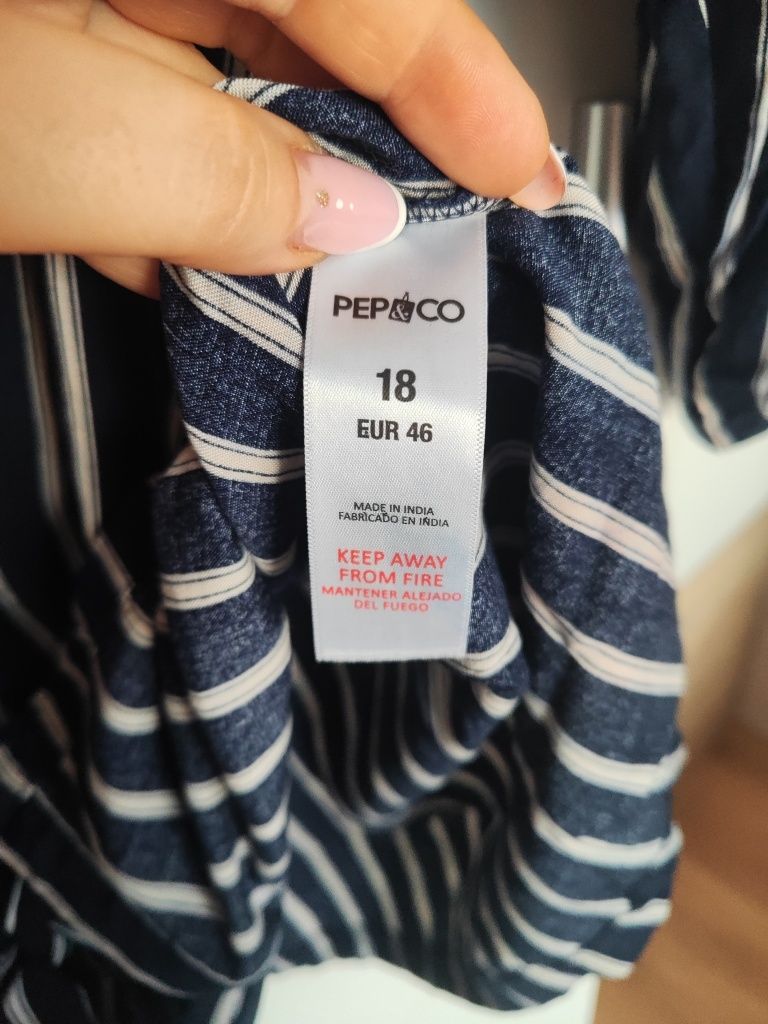 PEP&CO
18
EUR 46
MADE IN INDIA
FABRICADO EN INDIA
KEEP AWAY
FROM FIRE
MANTENER ALEJADO
DEL FUEGO